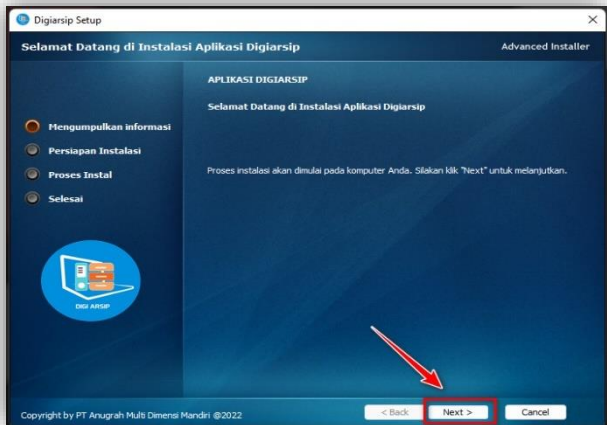 Digiarsip Setup
Selamat Datang di Instalasi Aplikasi Digiarsip
Advanced Installer
APLIKASI DIGIARSIP
Selamat Datang di Instalasi Aplikasi Digiarsip
Mengumpulkan informasi
Persiapan Instalasi
Proses Instal
Selesai
Proses instalasi akan dimulai pada komputer Anda. Silakan klik "Next" untuk melanjutkan.
DIGI ARSIP
Copyright by PT Anugrah Multi Dimensi Mandiri @2022
< Back
Next >
Cancel